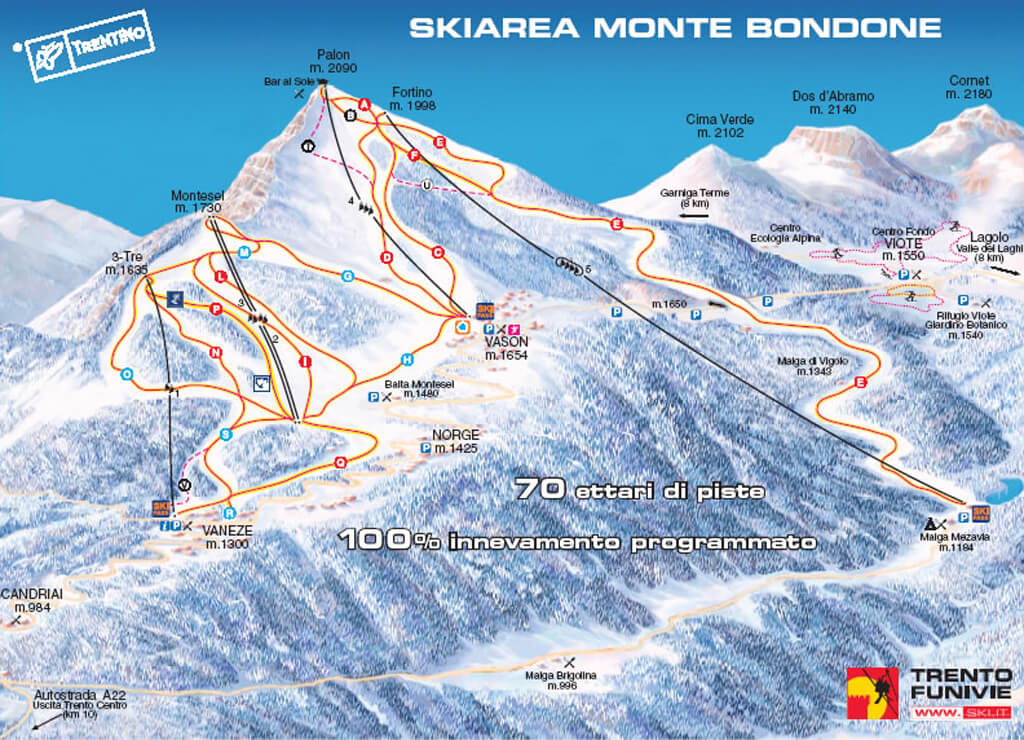 SKIAREA MONTE BONDONE
TRENTINO
Palon
m. 2090
Bar al Sole
Fortino
m. 1998
Cornet
m. 2180
Dos d'Abramo
m. 2140
Cima Verde
m. 2102
Montesel
m. 1730
Garniga Terme
(8 km)
3-Tre
m.1635
Centro
Ecologia Alpina
Centro Fondo
VIOTE
m.1550
Lagolo
Valle dei Laghi
(8 km)
A
B
E
F
T
U
4
C
D
E
5
M
G
L
3
2
P
N
I
O
H
1
S
V
R
Q
E
SKI
PASS
P
VASON
m.1654
m.1650
P
P
P
P
P
Rifugio Viote
Giardino Botanico
m.1540
Malga di Vigolo
m.1343
Baita Montesel
m.1480
P
NORGE
m.1425
P
70 ettari di piste
100% innevamento programmato
SKI
PASS
i P
VANEZE
m.1300
SKI
PASS
P
Malga Mezavia
m.1184
CANDRIAI
m.984
Malga Brigolina
m.996
Autostrada A22
Uscita Trento Centro
(km 10)
TRENTO
FUNIVIE
www.SKI.IT